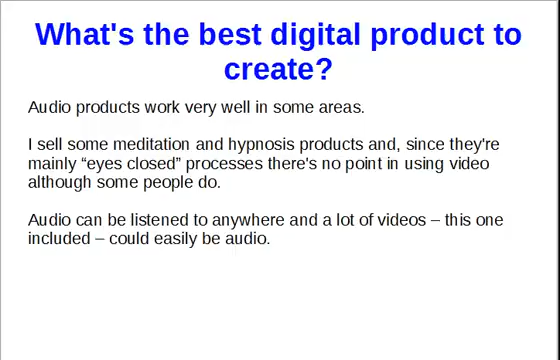 What's the best digital product to
create?
Audio products work very well in some areas.
I sell some meditation and hypnosis products and, since they're
mainly “eyes closed” processes there's no point in using video
although some people do.
Audio can be listened to anywhere and a lot of videos – this one
included – could easily be audio.